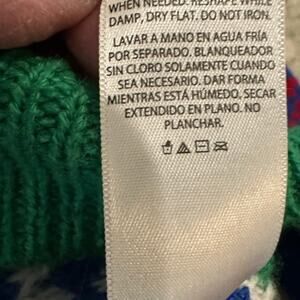 WHEN NEEDED. RESHAPE WHILE
DAMP, DRY FLAT. DO NOT IRON.
LAVAR A MANO EN AGUA FRÍA
POR SEPARADO, BLANQUEADOR
SIN CLORO SOLAMENTE CUANDO
SEA NECESARIO. DAR FORMA
MIENTRAS ESTÁ HÚMEDO, SECAR
EXTENDIDO EN PLANO. NO
PLANCHAR.